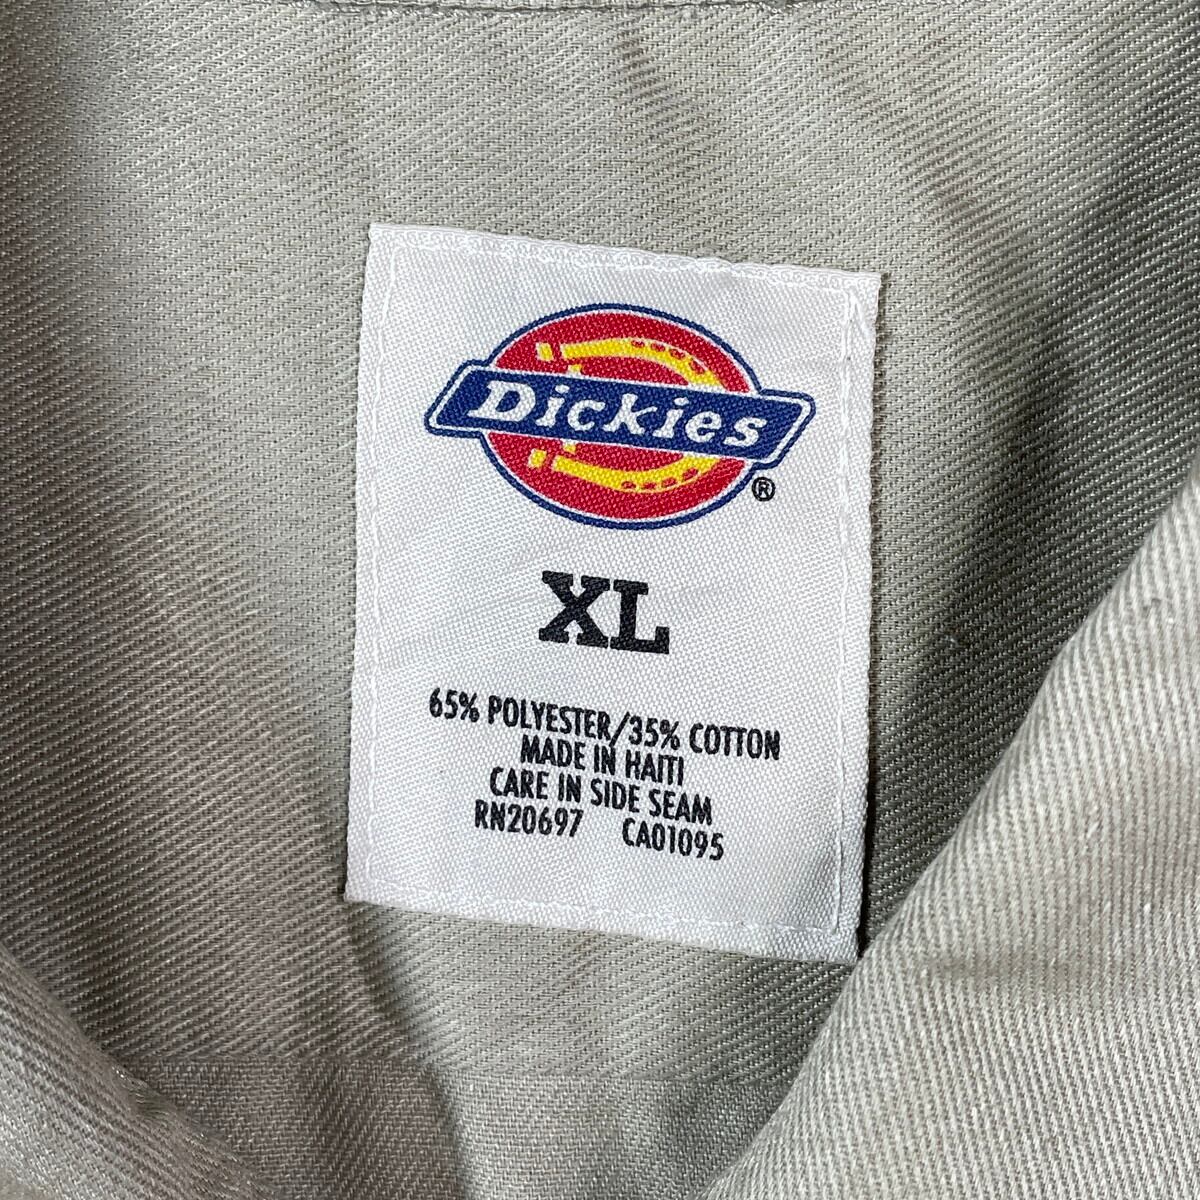 Dickies
®
XL
65% POLYESTER/35% COTTON
MADE IN HAITI
CARE IN SIDE SEAM
RN20697 CA01095